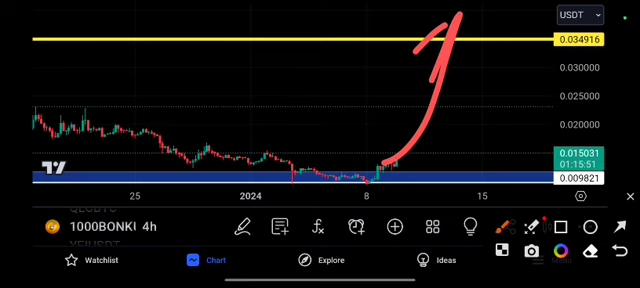 USDT
0.034916
0.030000
0.025000
0.020000
0.015031
01:15:51
0.009821
25
2024
8
15
1000BONKU 4h
Watchlist
Chart
Explore
Ideas